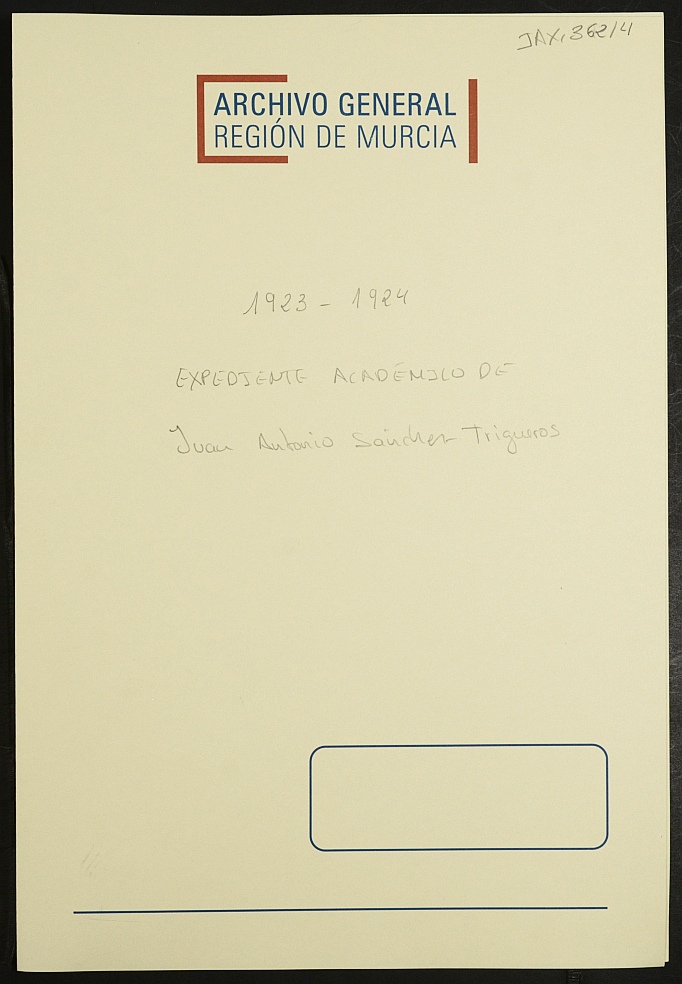 JAX,362/4
ARCHIVO GENERAL
REGIÓN DE MURCIA
1923 - 1924
EXPEDIENTE ACADÉMICO DE
Juan Antonio Sánchez Trigueros